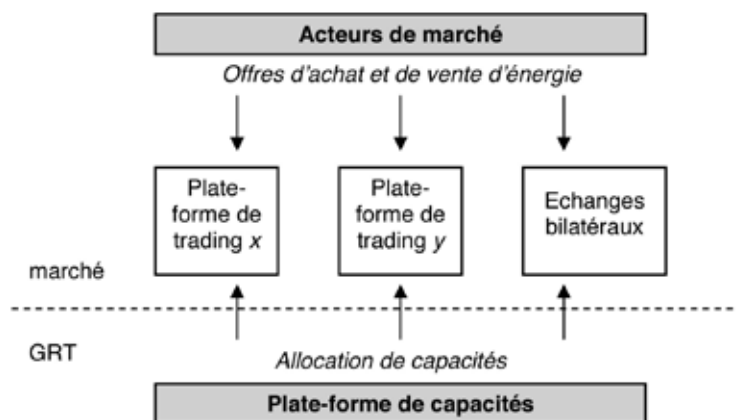 Acteurs de marché
Offres d'achat et de vente d'énergie
Plate-
forme de
trading x
Plate-
forme de
trading y
Echanges
bilatéraux
marché
GRT
Allocation de capacités
Plate-forme de capacités